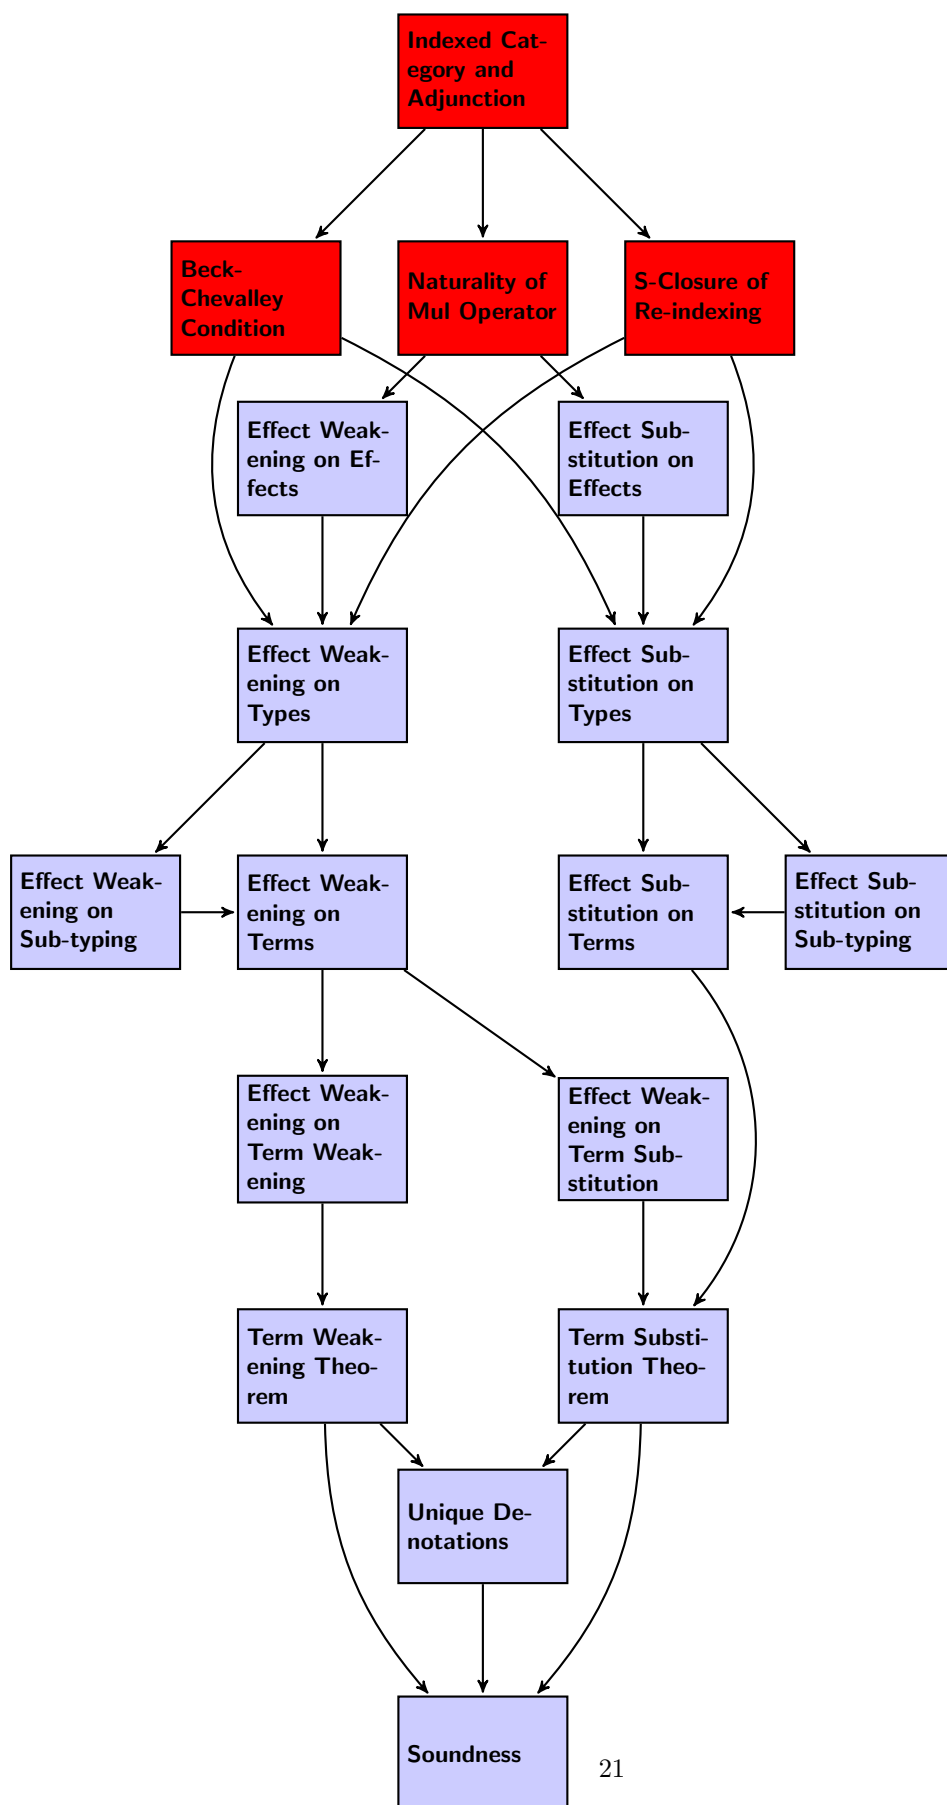 Indexed Cat-
egory and
Adjunction
Beck-
Chevalley
Condition
Naturality of
Mul Operator
S-Closure of
Re-indexing
Effect Weak-
ening on Ef-
fects
Effect Sub-
stitution on
Effects
Effect Weak-
ening on
Types
Effect Sub-
stitution on
Types
Effect Weak-
ening on
Sub-typing
Effect Weak-
ening on
Terms
Effect Sub-
stitution on
Terms
Effect Sub-
stitution on
Sub-typing
Effect Weak-
ening on
Term Weak-
ening
Effect Weak-
ening on
Term Sub-
stitution
Term Weak-
ening Theo-
rem
Term Substi-
tution Theo-
rem
Unique De-
notations
Soundness
21